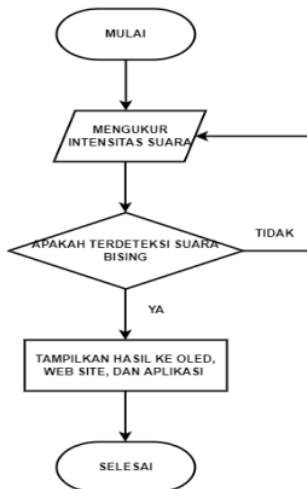 MULAI
MENGUKUR
INTENSITAS SUARA
APAKAH TERDETEKSI SUARA
BISING
TIDAK
YA
TAMPILKAN HASIL KE OLED,
WEB SITE, DAN APLIKASI
SELESAI